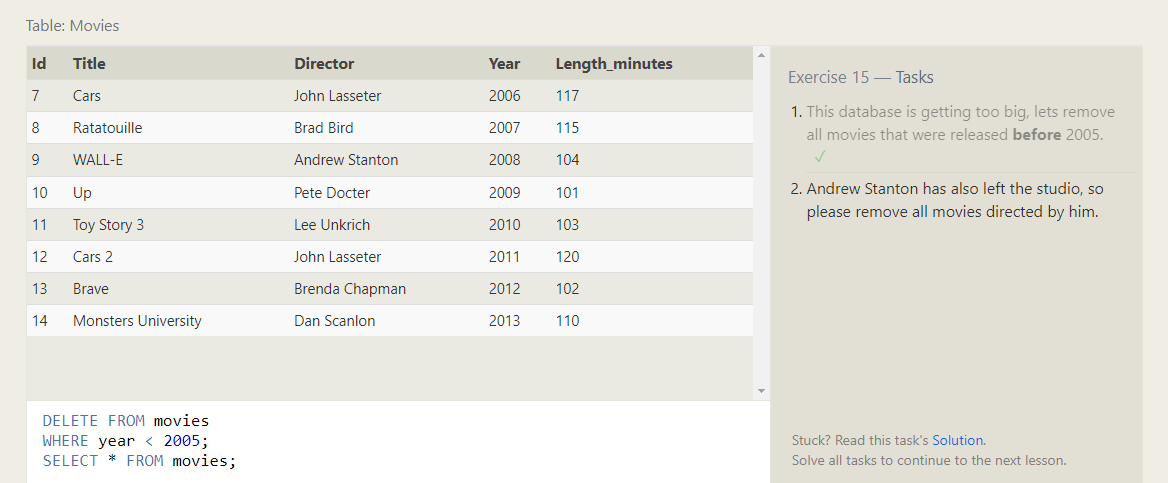 Table: Movies
Id Title Director Year Length_minutes
7 Cars John Lasseter 2006 117
8 Ratatouille Brad Bird 2007 115
9 WALL-E Andrew Stanton 2008 104
10 Up Pete Docter 2009 101
11 Toy Story 3 Lee Unkrich 2010 103
12 Cars 2 John Lasseter 2011 120
13 Brave Brenda Chapman 2012 102
14 Monsters University Dan Scanlon 2013 110
DELETE FROM movies
WHERE year < 2005;
SELECT * FROM movies;
Exercise 15 — Tasks
1. This database is getting too big, lets remove
all movies that were released before 2005.
✓
2. Andrew Stanton has also left the studio, so
please remove all movies directed by him.
Stuck? Read this task's Solution.
Solve all tasks to continue to the next lesson.